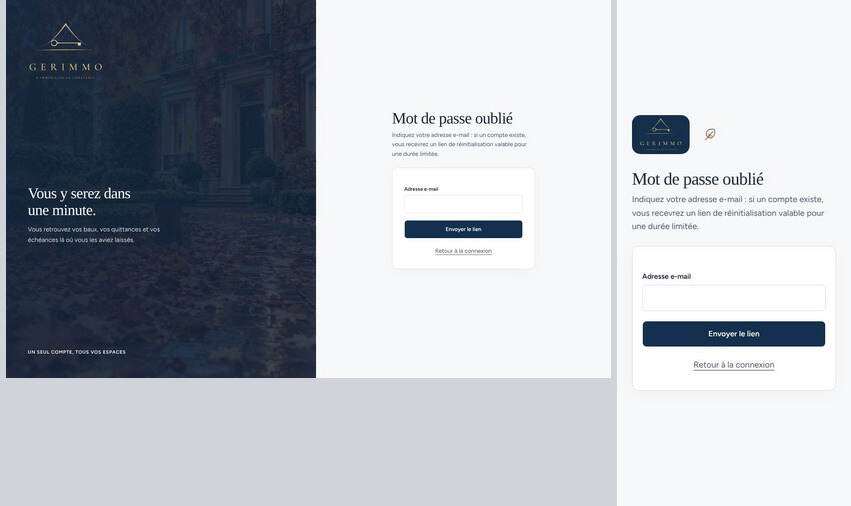 GERIMMO
Vous y serez dans
une minute.
Vous retrouvez vos baux, vos quittances et vos
échéances là où vous les aviez laissés.
UN SEUL COMPTE, TOUS VOS ESPACES
Mot de passe oublié
Indiquez votre adresse e-mail : si un compte existe,
vous recevrez un lien de réinitialisation valable pour
une durée limitée.
Adresse e-mail
Envoyer le lien
Retour à la connexion
GERIMMO
Mot de passe oublié
Indiquez votre adresse e-mail : si un compte existe,
vous recevrez un lien de réinitialisation valable pour
une durée limitée.
Adresse e-mail
Envoyer le lien
Retour à la connexion